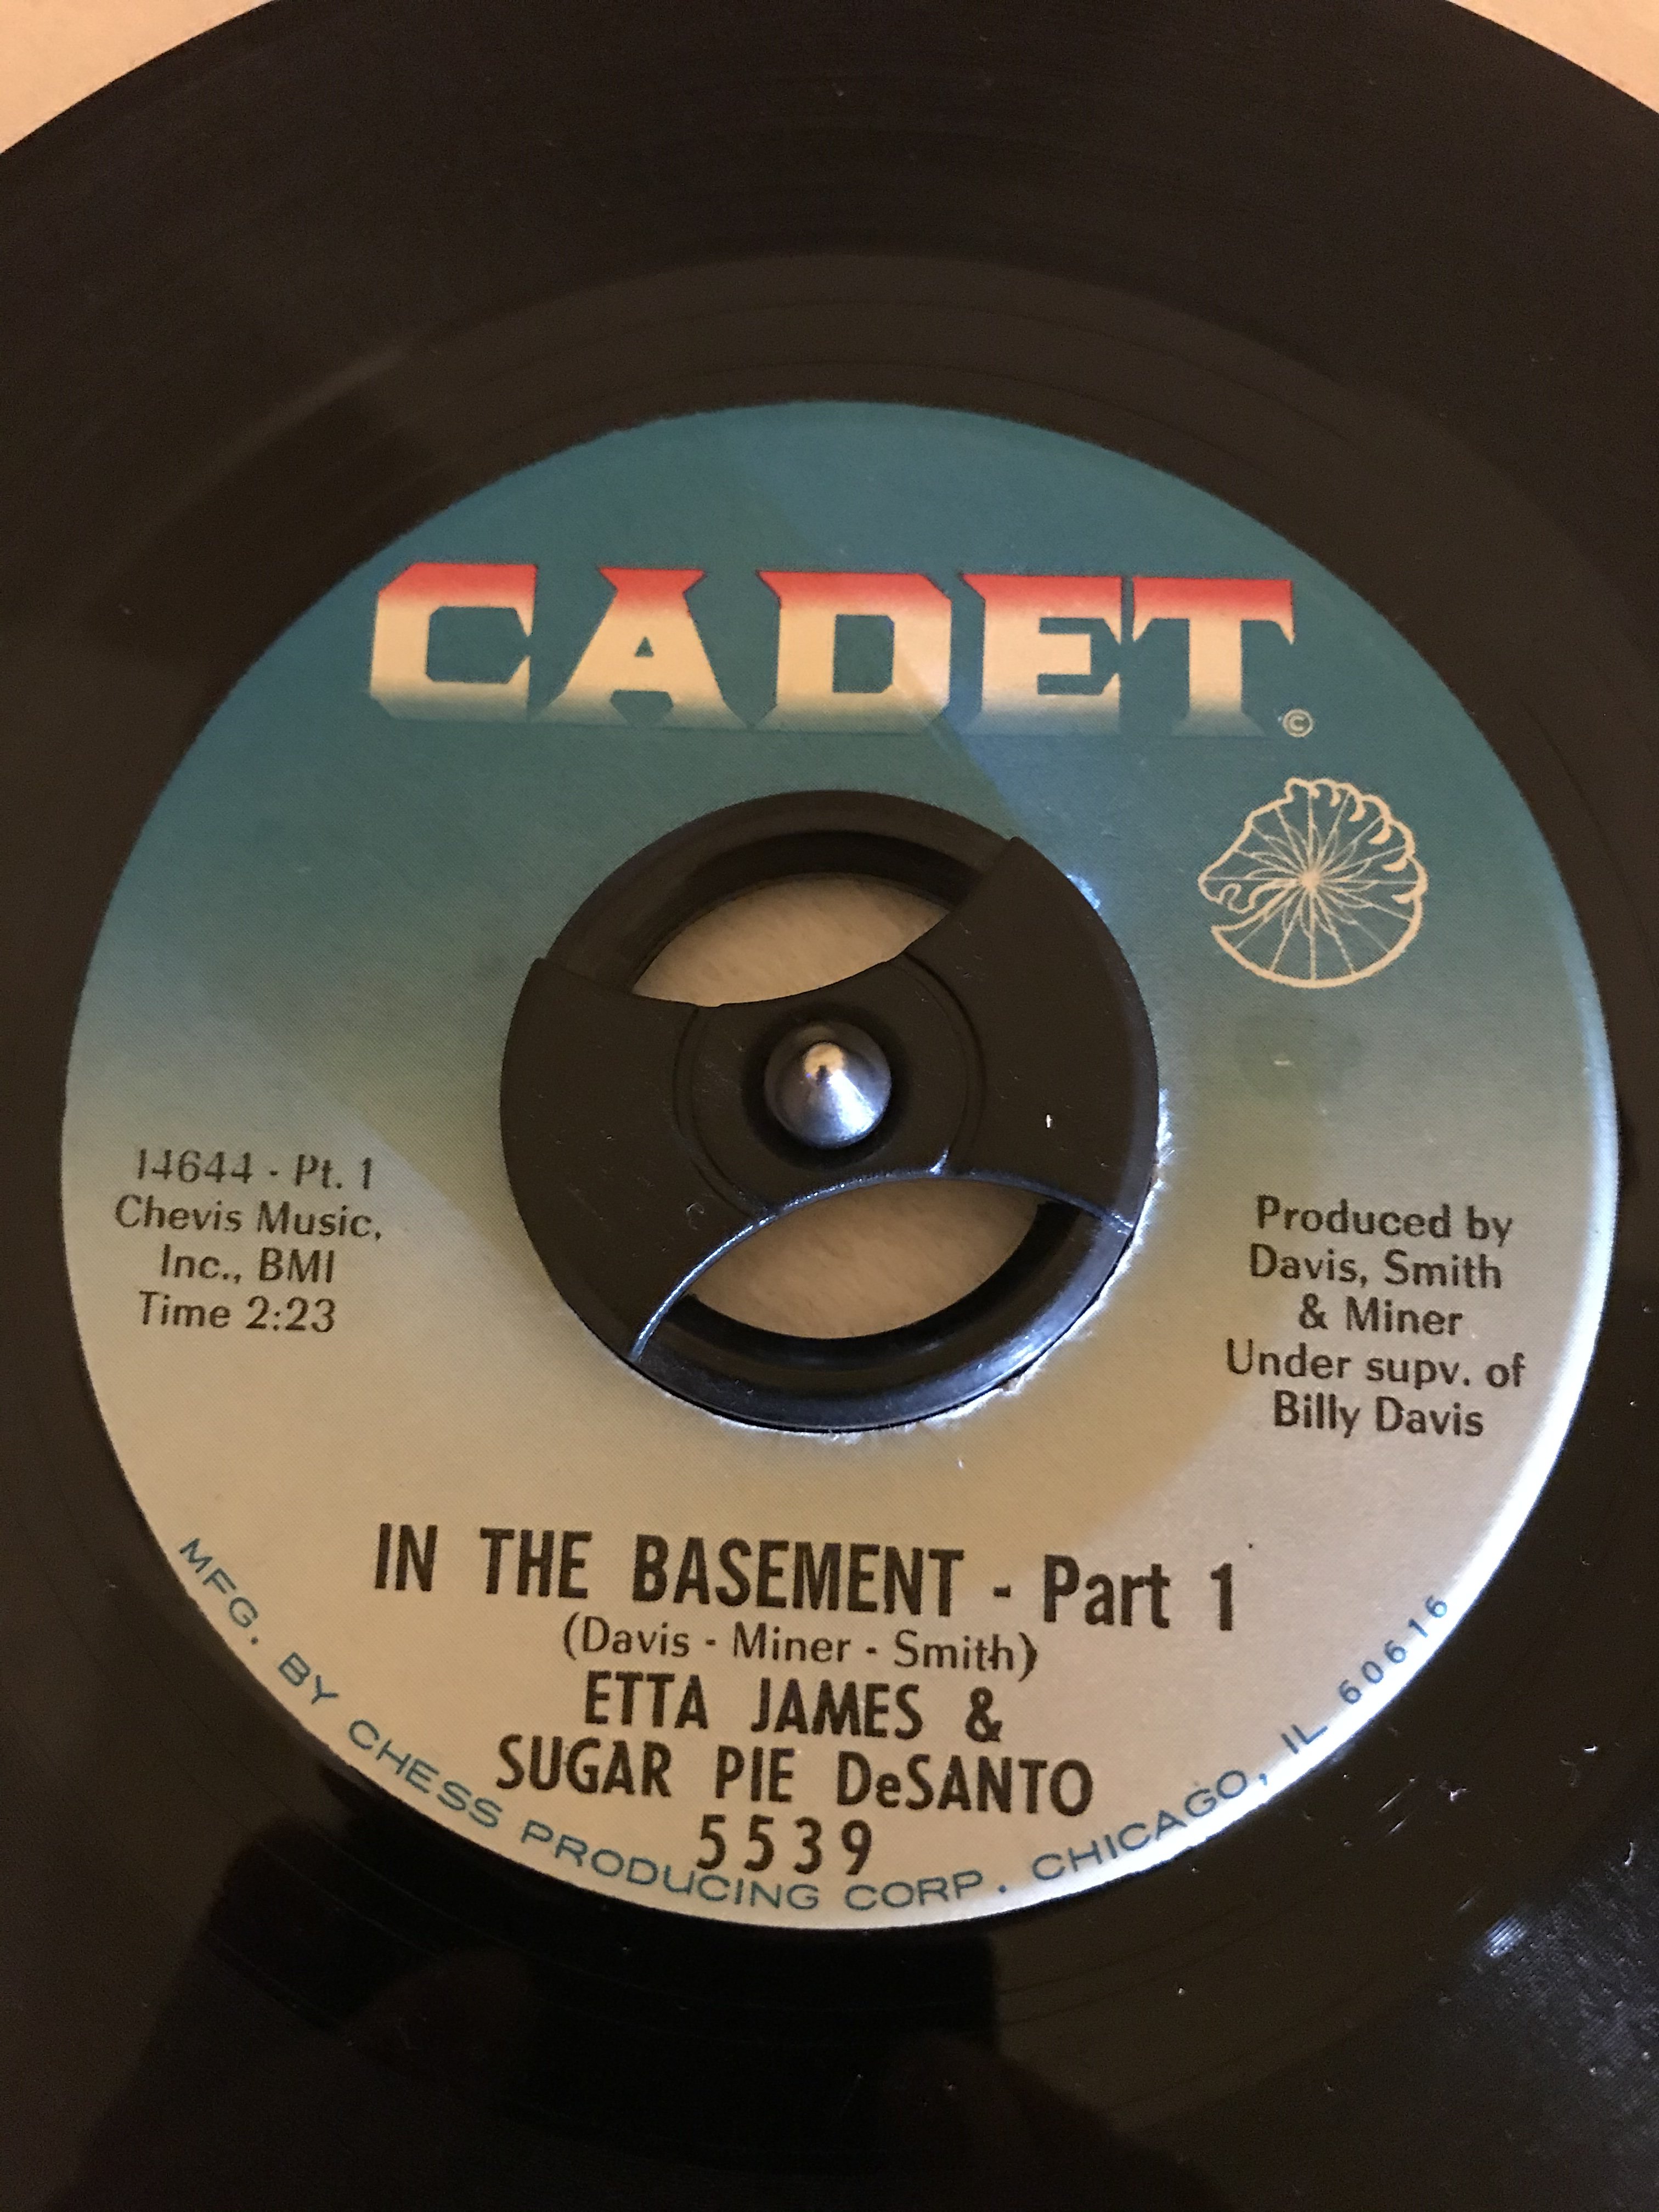 CADET
©
14644 - Pt. 1
Chevis Music,
Inc., BMI
Time 2:23
Produced by
Davis, Smith
& Miner
Under supv. of
Billy Davis
IN THE BASEMENT - Part 1
(Davis - Miner - Smith)
ETTA JAMES &
SUGAR PIE DeSANTO
5539
MFG. BY CHESS PRODUCING CORP. CHICAGO, IL 60616